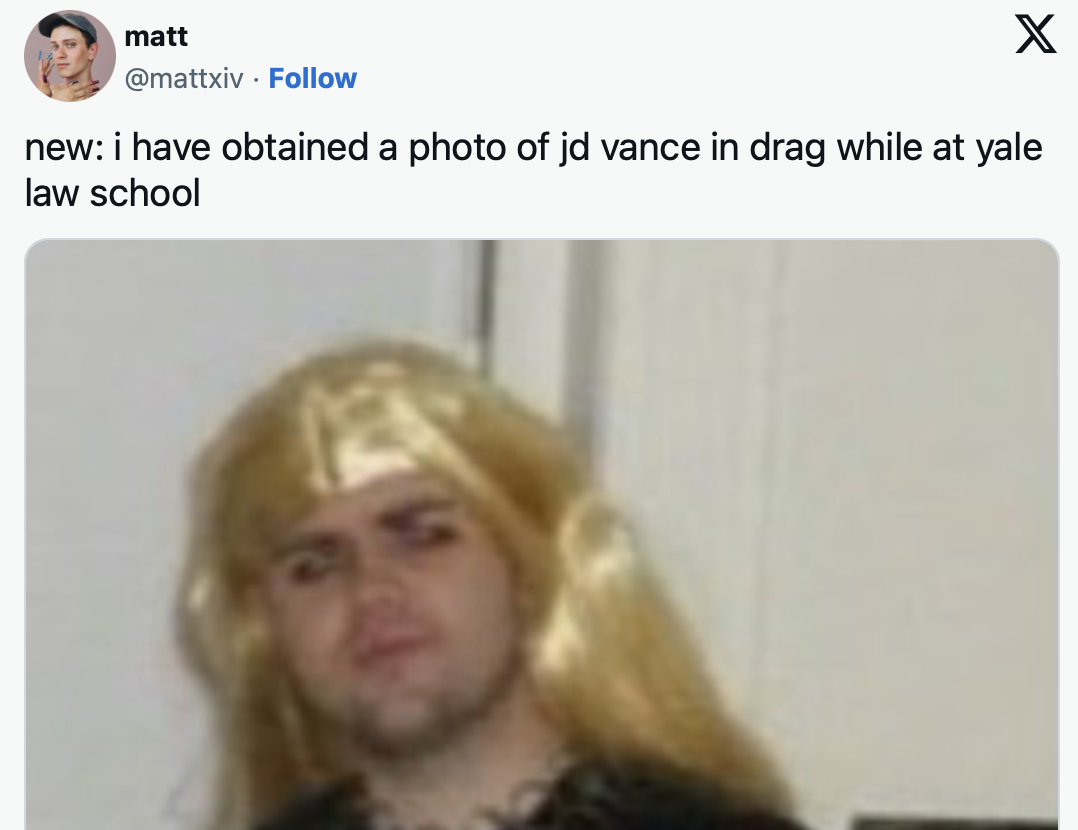 matt
@mattxiv · Follow
new: i have obtained a photo of jd vance in drag while at yale
law school